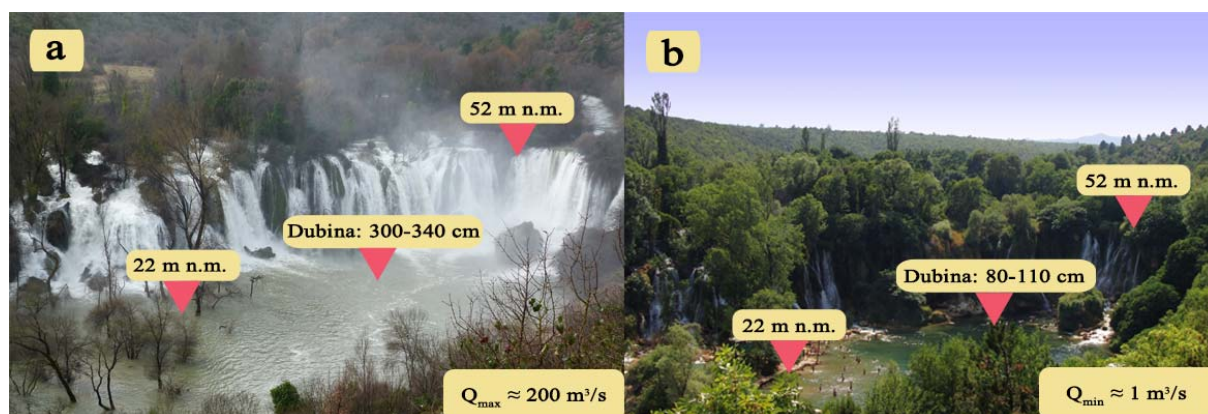 a
52 m n.m.
Dubina: 300-340 cm
22 m n.m.
Qmax ≈ 200 m³/s
b
52 m n.m.
Dubina: 80-110 cm
22 m n.m.
Qmin ≈ 1 m³/s